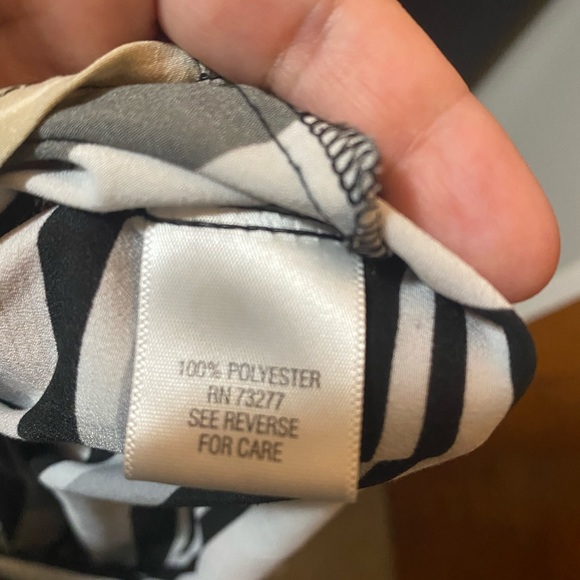 100% POLYESTER
RN 73277
SEE REVERSE
FOR CARE